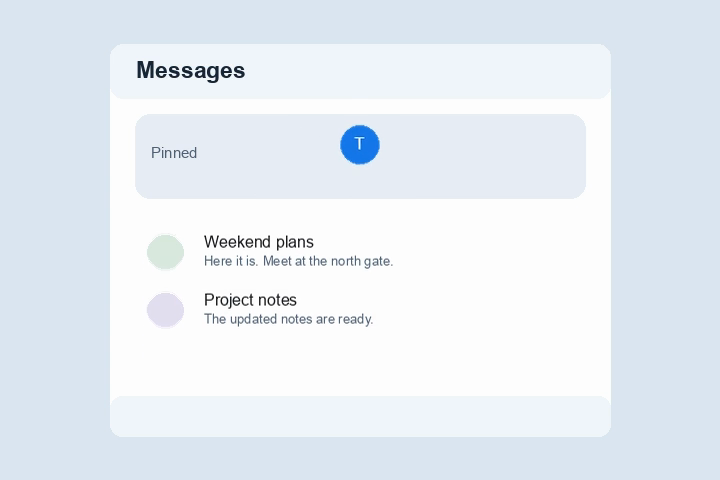 Messages
Pinned
T
Weekend plans
Here it is. Meet at the north gate.
Project notes
The updated notes are ready.